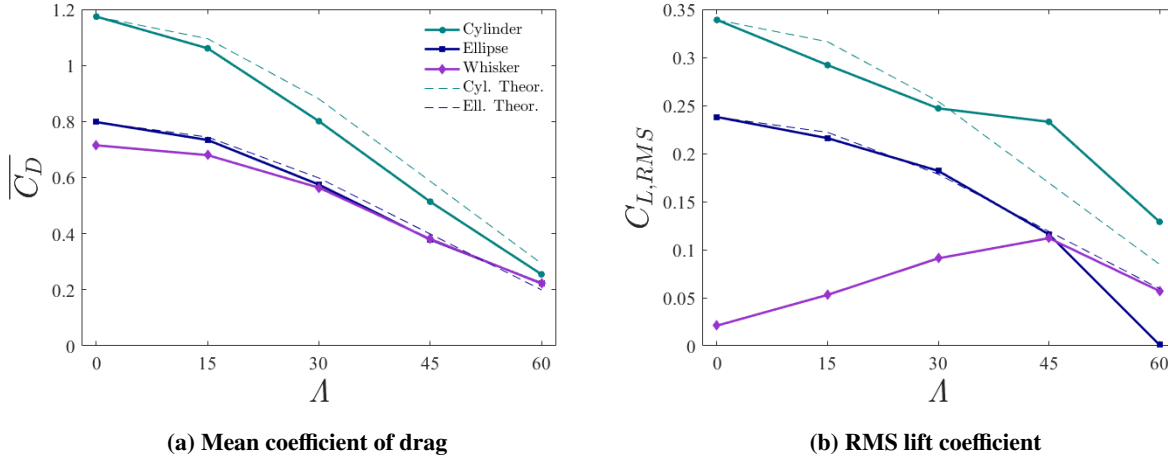 1.2
1
0.8
0.6
0.4
0.2
0
0 15 30 45 60
Λ
C_D
Cylinder
Ellipse
Whisker
Cyl. Theor.
Ell. Theor.
(a) Mean coefficient of drag
0.35
0.3
0.25
0.2
0.15
0.1
0.05
0
0 15 30 45 60
Λ
C_{L,RMS}
(b) RMS lift coefficient